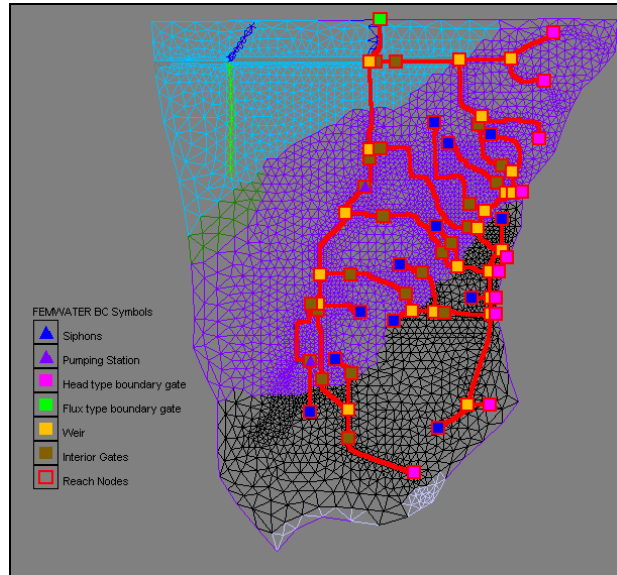 FEMWATER BC Symbols
Siphons
Pumping Station
Head type boundary gate
Flux type boundary gate
Weir
Interior Gates
Reach Nodes